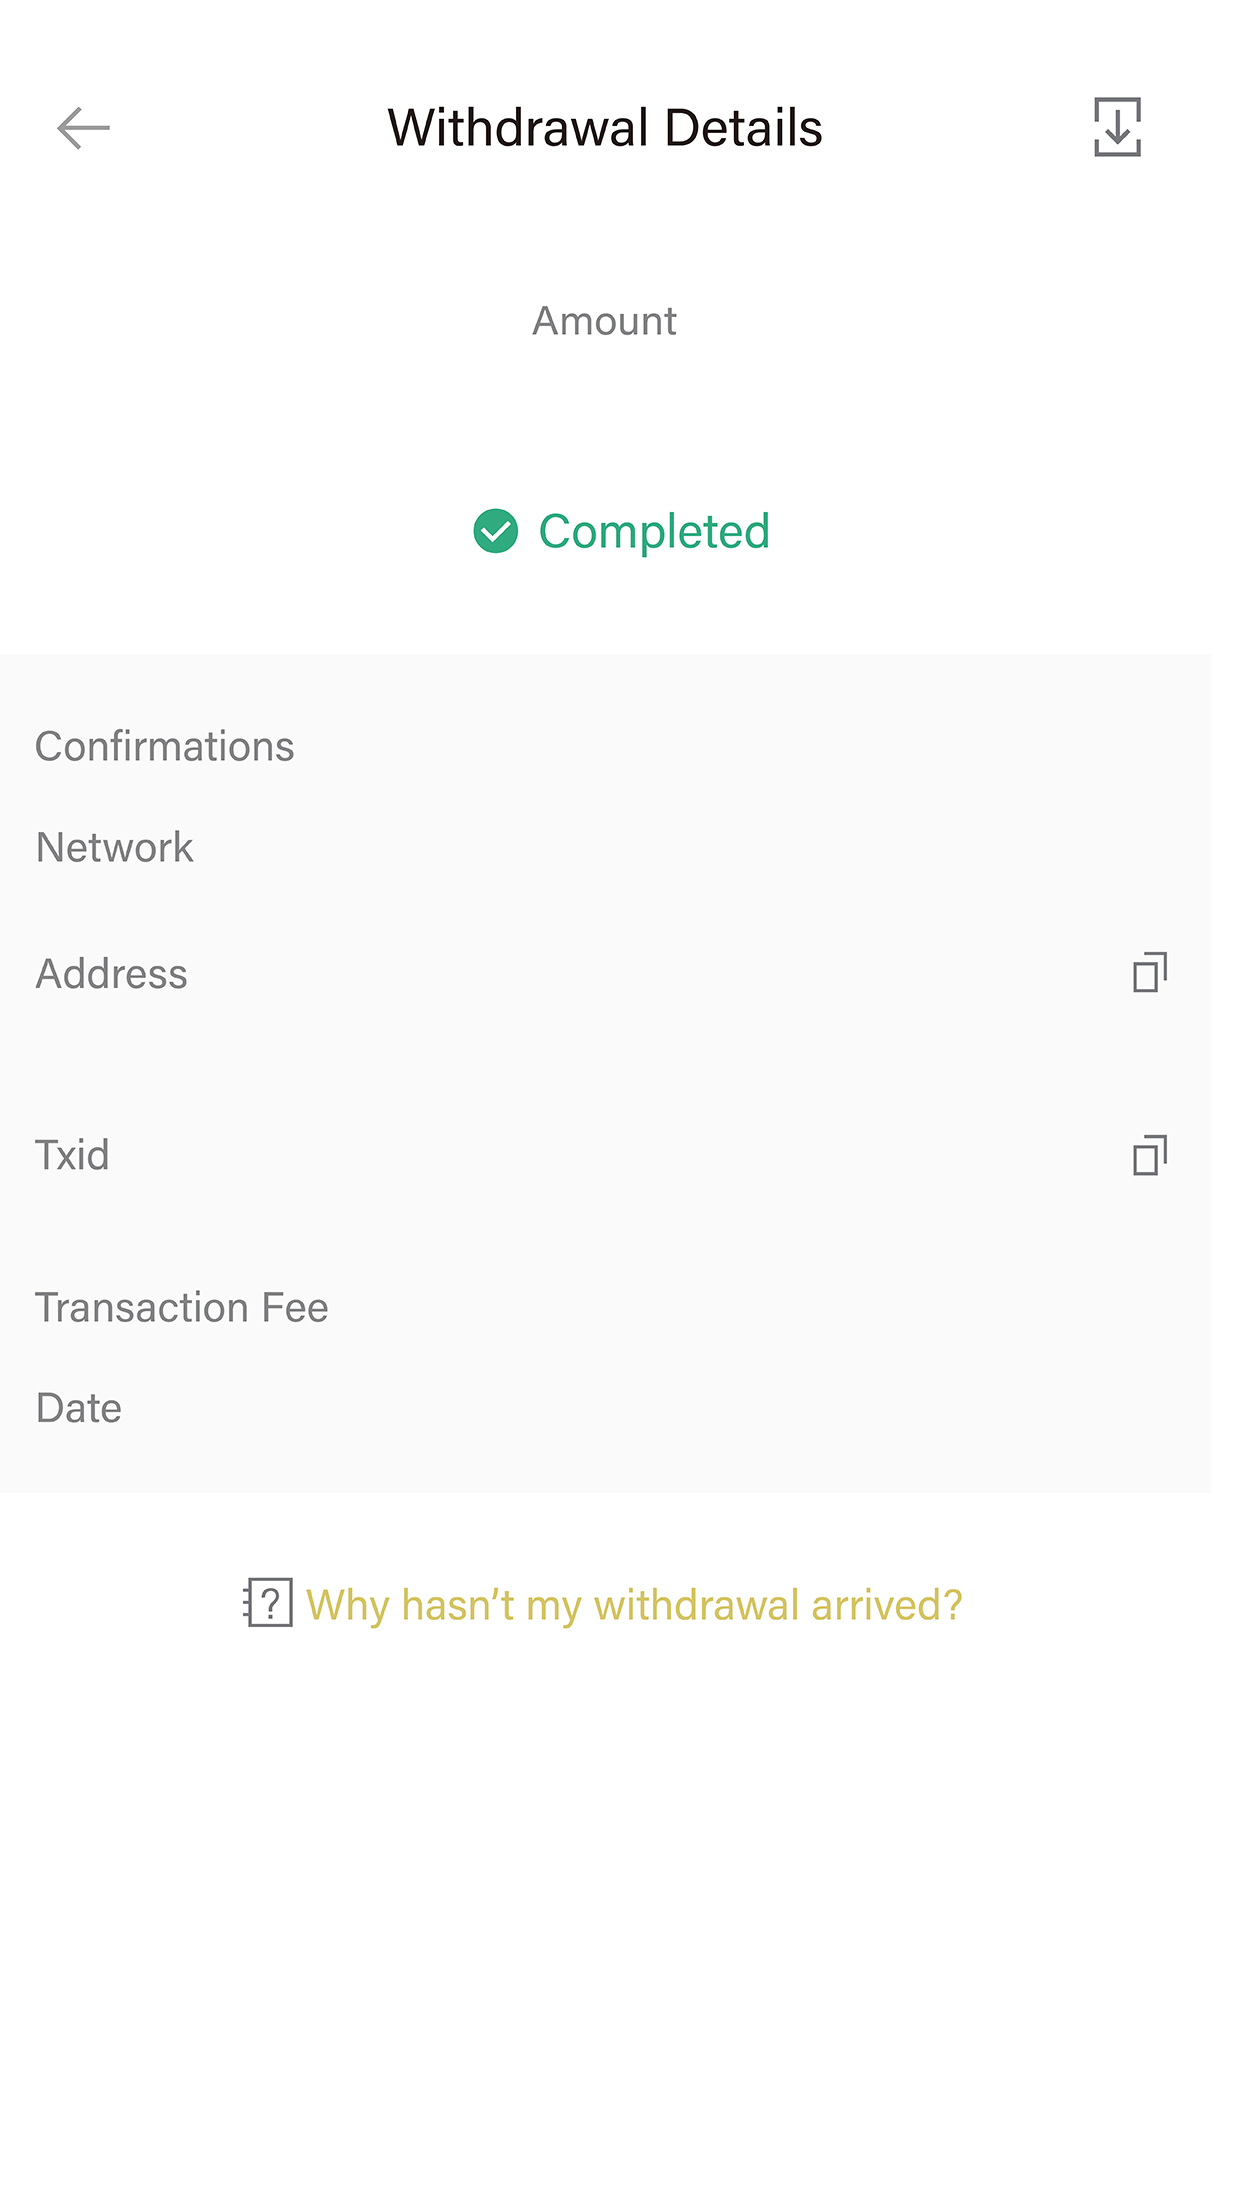 Withdrawal Details
Amount
Completed
Confirmations
Network
Address
Txid
Transaction Fee
Date
Why hasn’t my withdrawal arrived?